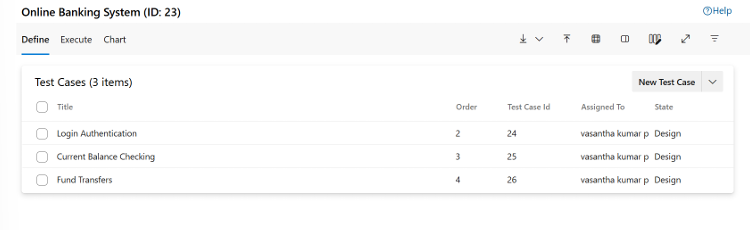 Online Banking System (ID: 23)
Help
Define Execute Chart
Test Cases (3 items)
New Test Case
Title Order Test Case Id Assigned To State
Login Authentication 2 24 vasantha kumar p Design
Current Balance Checking 3 25 vasantha kumar p Design
Fund Transfers 4 26 vasantha kumar p Design